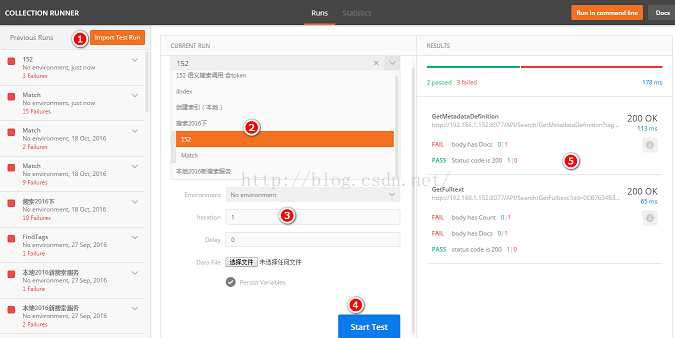 COLLECTION RUNNER
Runs
Statistics
Run in command line
Docs
Previous Runs
1
Import Test Run
152
No environment, just now
3 Failures
Match
No environment, just now
15 Failures
Match
No environment, 18 Oct, 2016
2 Failures
Match
No environment, 18 Oct, 2016
9 Failures
搜索2016下
No environment, 18 Oct, 2016
19 Failures
FindTags
No environment, 27 Sep, 2016
1 Failures
本地2016新搜索服务
No environment, 27 Sep, 2016
1 Failures
本地2016新搜索服务
No environment, 27 Sep, 2016
2 Failures
CURRENT RUN
152
152 语义搜索调用 含token
iIndex
创建索引（本地）
搜索2016下
152
2
Match
本地2016新搜索服务
http://blog.csdn.net/
Environment
No environment
Iteration
1
3
Delay
0
Data File
选择文件 未选择任何文件
Persist Variables
4
Start Test
RESULTS
2 passed 3 failed
178 ms
GetMetadataDefinition
200 OK
http://192.168.1.152:8077/API/Search/GetMetadataDefinition?tag...
113 ms
FAIL body has Docs 0|1
PASS Status code is 200 1|0
5
GetFulltext
200 OK
http://192.168.1.152:8077/API/Search/GetFulltext?tid=0CB7634B3...
65 ms
FAIL body has Count 0|1
FAIL body has Docs 0|1
PASS status code is 200 1|0